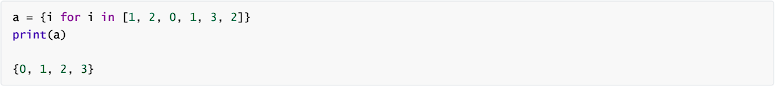 a = {i for i in [1, 2, 0, 1, 3, 2]}
print(a)
{0, 1, 2, 3}